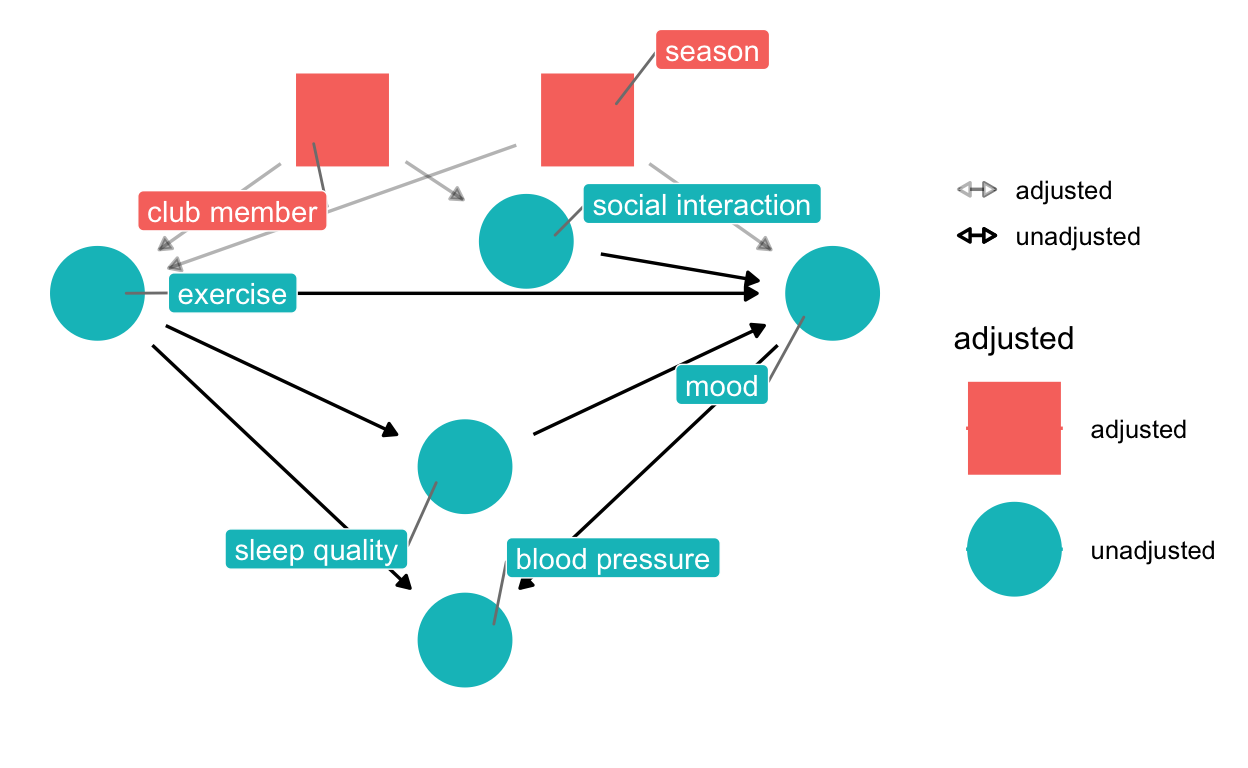 season
club member
social interaction
exercise
mood
sleep quality
blood pressure
adjusted
unadjusted
adjusted
adjusted
unadjusted